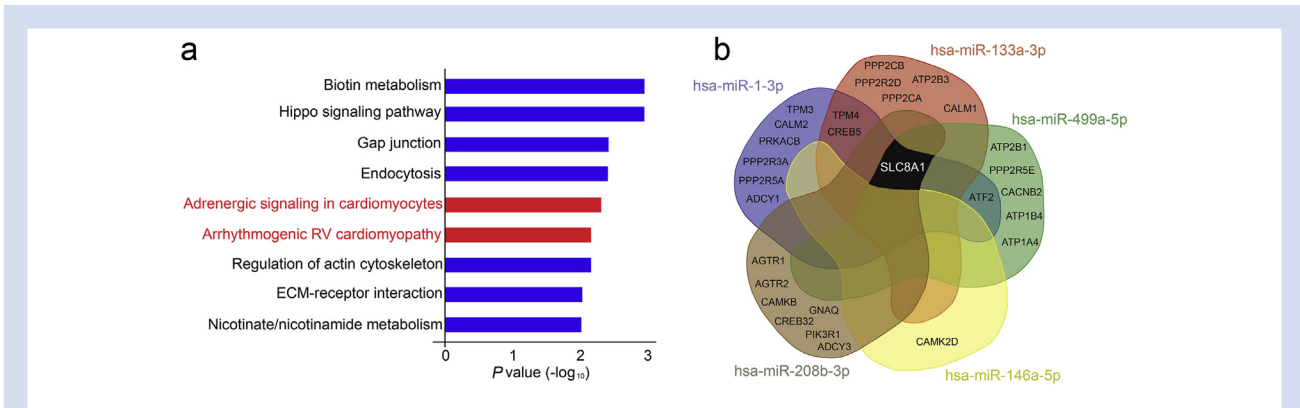 a
Biotin metabolism
Hippo signaling pathway
Gap junction
Endocytosis
Adrenergic signaling in cardiomyocytes
Arrhythmogenic RV cardiomyopathy
Regulation of actin cytoskeleton
ECM-receptor interaction
Nicotinate/nicotinamide metabolism
0 1 2 3
P value (-log₁₀)
b
hsa-miR-133a-3p
PPP2CB
PPP2R2D ATP2B3
PPP2CA
CALM1
hsa-miR-1-3p
TPM3
CALM2
PRKACB
PPP2R3A
PPP2R5A
ADCY1
TPM4
CREB5
hsa-miR-499a-5p
ATP2B1
PPP2R5E
CACNB2
ATP1B4
ATP1A4
SLC8A1
ATF2
AGTR1
AGTR2
CAMKB
GNAQ
CREB32
PIK3R1
ADCY3
hsa-miR-208b-3p
CAMK2D
hsa-miR-146a-5p